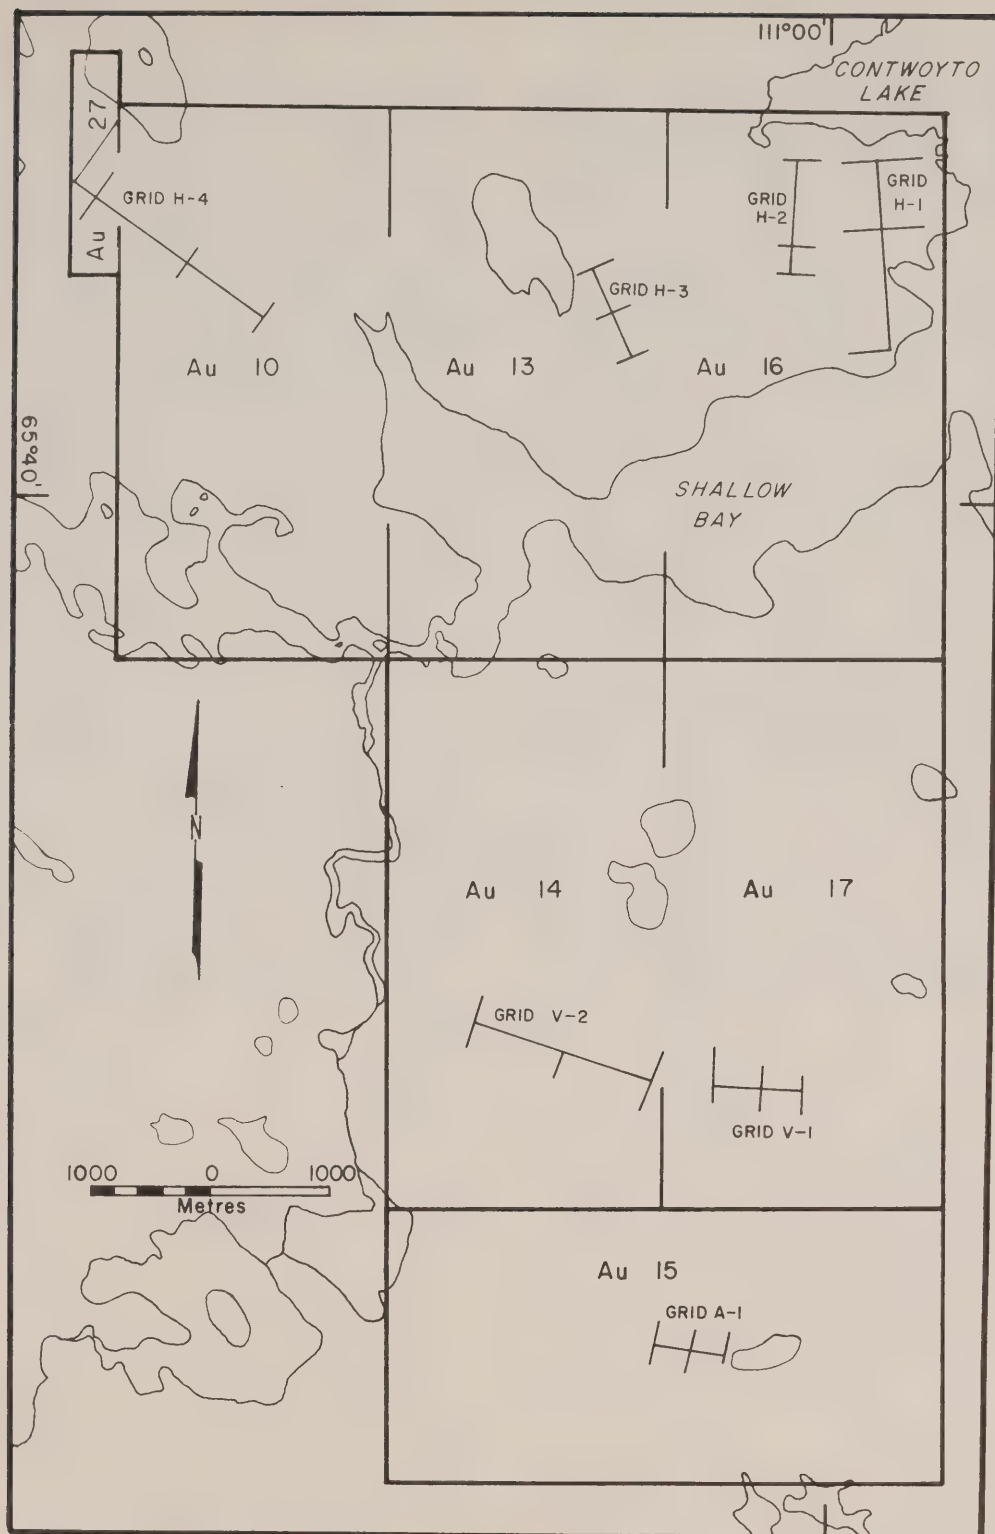 111°00'
CONTWOYTO
LAKE
Au 27
GRID H-4
GRID
H-2
GRID
H-1
GRID H-3
Au 10
Au 13
Au 16
65°40'
SHALLOW
BAY
N
Au 14
Au 17
GRID V-2
GRID V-1
1000 0 1000
Metres
Au 15
GRID A-1